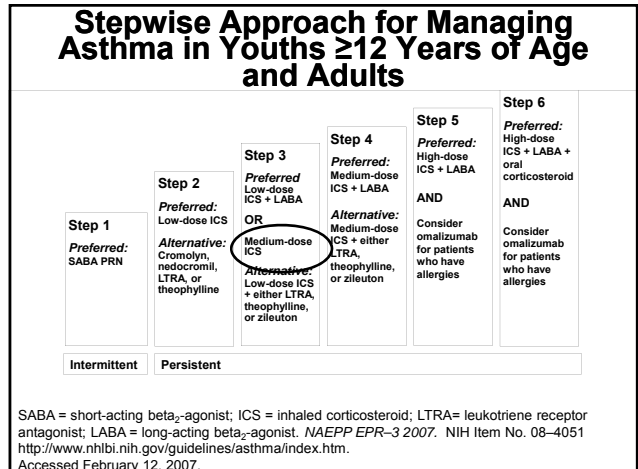 Stepwise Approach for Managing
Asthma in Youths ≥12 Years of Age
and Adults
Step 1
Preferred:
SABA PRN
Step 2
Preferred:
Low-dose ICS
Alternative:
Cromolyn,
nedocromil,
LTRA, or
theophylline
Step 3
Preferred
Low-dose
ICS + LABA
OR
Medium-dose
ICS
Alternative:
Low-dose ICS
+ either LTRA,
theophylline,
or zileuton
Step 4
Preferred:
Medium-dose
ICS + LABA
Alternative:
Medium-dose
ICS + either
LTRA,
theophylline,
or zileuton
Step 5
Preferred:
High-dose
ICS + LABA
AND
Consider
omalizumab
for patients
who have
allergies
Step 6
Preferred:
High-dose
ICS + LABA +
oral
corticosteroid
AND
Consider
omalizumab
for patients
who have
allergies
Intermittent
Persistent
SABA = short-acting beta₂-agonist; ICS = inhaled corticosteroid; LTRA= leukotriene receptor
antagonist; LABA = long-acting beta₂-agonist. NAEPP EPR–3 2007. NIH Item No. 08–4051
http://www.nhlbi.nih.gov/guidelines/asthma/index.htm.
Accessed February 12, 2007.